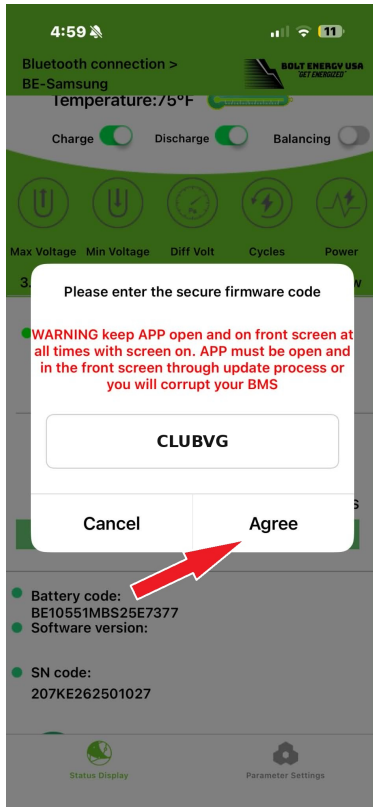 4:59
11
Bluetooth connection >
BE-Samsung
BOLT ENERGY USA
"GET ENERGIZED"
Temperature:75°F
Charge
Discharge
Balancing
Max Voltage
Min Voltage
Diff Volt
Cycles
Power
3.
w
Please enter the secure firmware code
WARNING keep APP open and on front screen at
all times with screen on. APP must be open and
in the front screen through update process or
you will corrupt your BMS
CLUBVG
S
Cancel
Agree
Battery code:
BE10551MBS25E7377
Software version:
SN code:
207KE262501027
Status Display
Parameter Settings